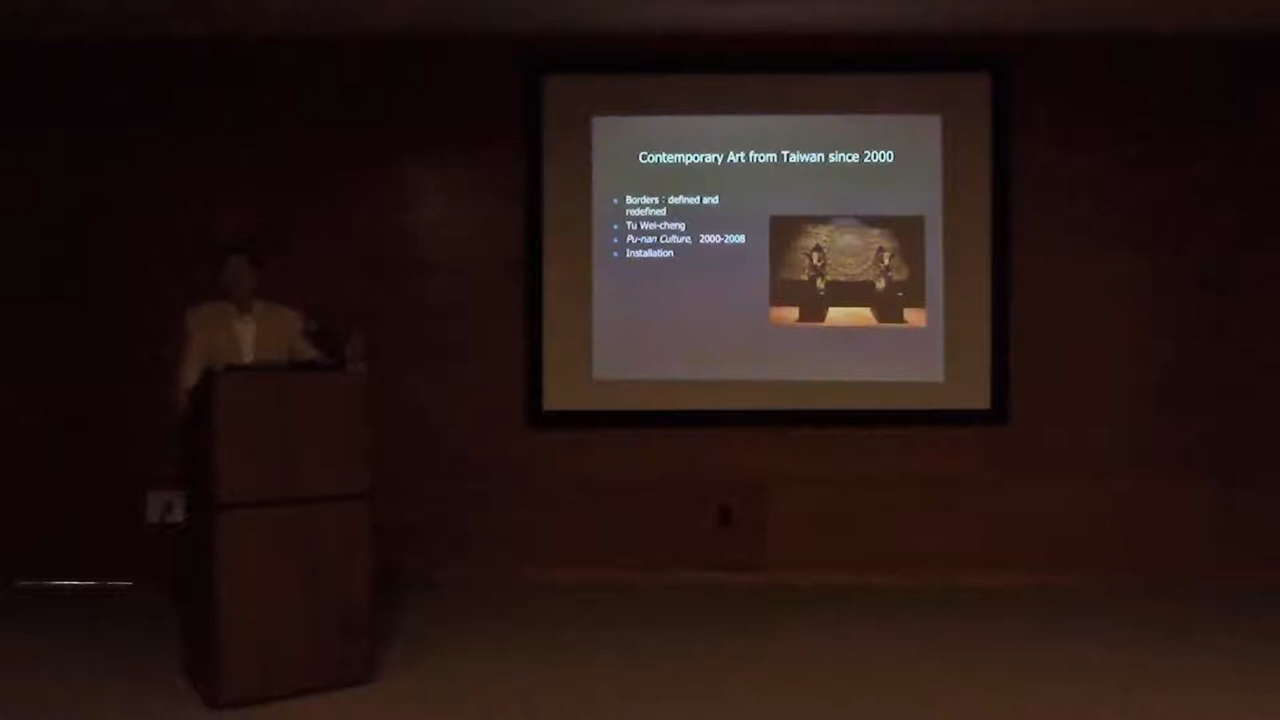 Contemporary Art from Taiwan since 2000
Borders：defined and
redefined
Tu Wei-cheng
Pu-nan Culture, 2000-2008
Installation